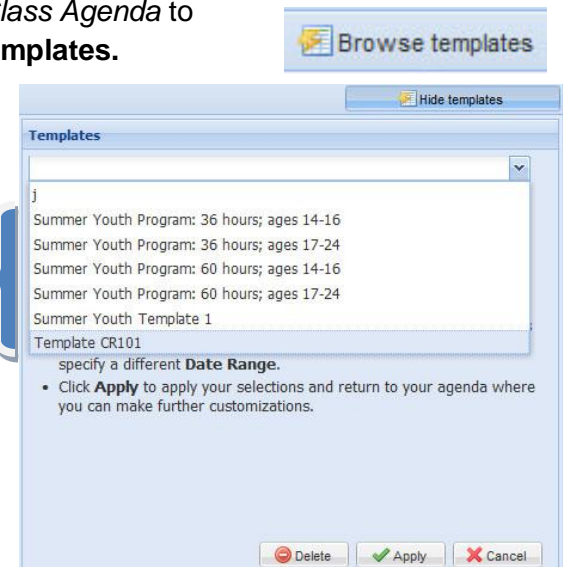 lass Agenda to
mplates.
Browse templates
Hide templates
Templates
j
Summer Youth Program: 36 hours; ages 14-16
Summer Youth Program: 36 hours; ages 17-24
Summer Youth Program: 60 hours; ages 14-16
Summer Youth Program: 60 hours; ages 17-24
Summer Youth Template 1
Template CR101
specify a different Date Range.
• Click Apply to apply your selections and return to your agenda where
you can make further customizations.
Delete Apply Cancel